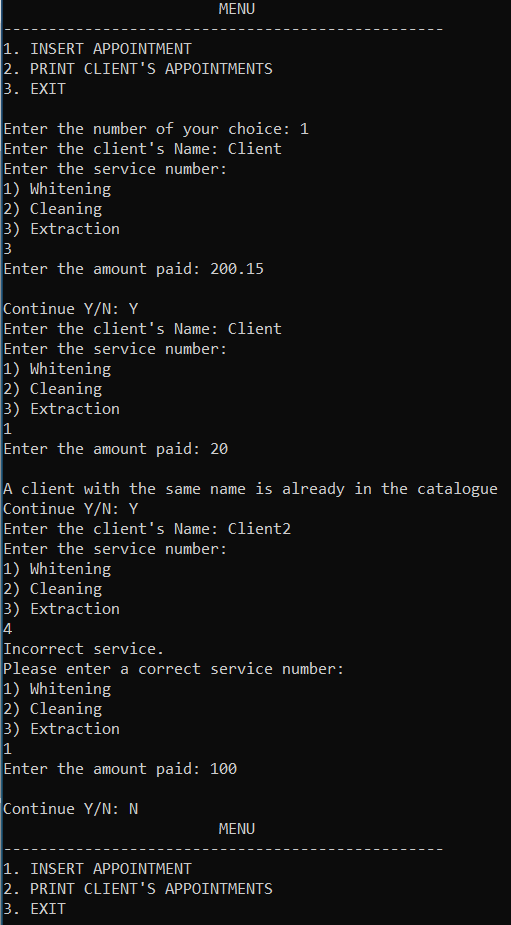 MENU
-------------------------------------------------
1. INSERT APPOINTMENT
2. PRINT CLIENT'S APPOINTMENTS
3. EXIT
Enter the number of your choice: 1
Enter the client's Name: Client
Enter the service number:
1) Whitening
2) Cleaning
3) Extraction
3
Enter the amount paid: 200.15
Continue Y/N: Y
Enter the client's Name: Client
Enter the service number:
1) Whitening
2) Cleaning
3) Extraction
1
Enter the amount paid: 20
A client with the same name is already in the catalogue
Continue Y/N: Y
Enter the client's Name: Client2
Enter the service number:
1) Whitening
2) Cleaning
3) Extraction
4
Incorrect service.
Please enter a correct service number:
1) Whitening
2) Cleaning
3) Extraction
1
Enter the amount paid: 100
Continue Y/N: N
MENU
-------------------------------------------------
1. INSERT APPOINTMENT
2. PRINT CLIENT'S APPOINTMENTS
3. EXIT